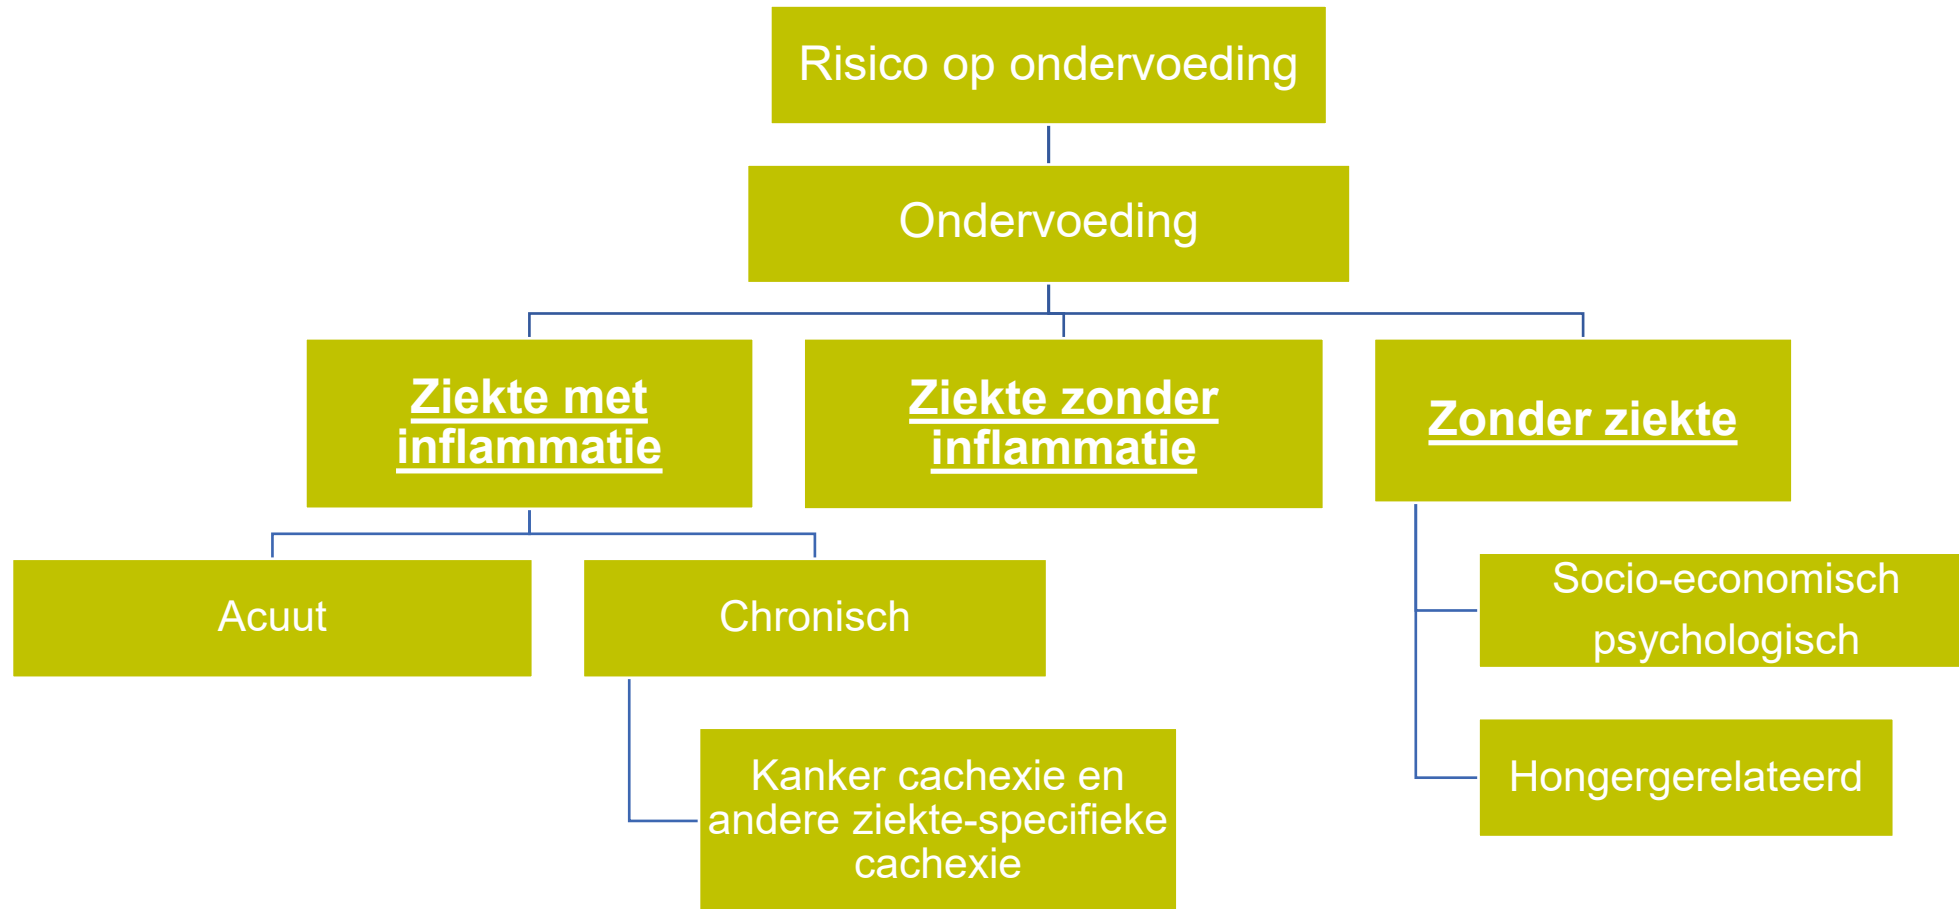 Risico op ondervoeding
Ondervoeding
Ziekte met
inflammatie
Ziekte zonder
inflammatie
Zonder ziekte
Acuut
Chronisch
Kanker cachexie en
andere ziekte-specifieke
cachexie
Socio-economisch
psychologisch
Hongergerelateerd